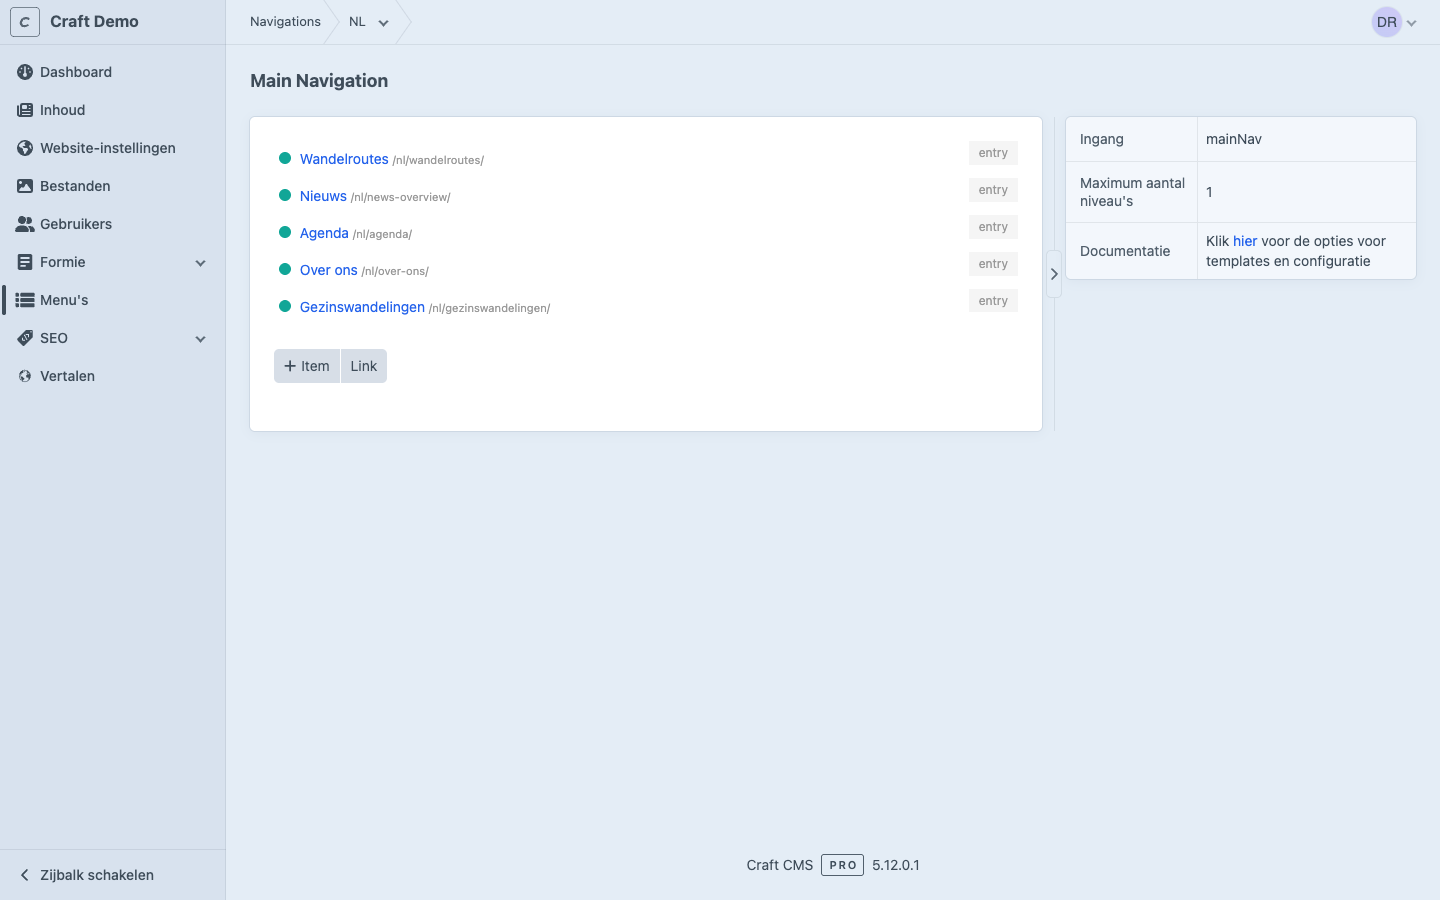 C Craft Demo
Navigations
NL
DR
Dashboard
Inhoud
Website-instellingen
Bestanden
Gebruikers
Formie
Menu's
SEO
Vertalen
Zijbalk schakelen
Main Navigation
Wandelroutes /nl/wandelroutes/ entry
Nieuws /nl/news-overview/ entry
Agenda /nl/agenda/ entry
Over ons /nl/over-ons/ entry
Gezinswandelingen /nl/gezinswandelingen/ entry
Item Link
Ingang mainNav
Maximum aantal
niveau's
1
Documentatie
Klik hier voor de opties voor
templates en configuratie
Craft CMS PRO 5.12.0.1